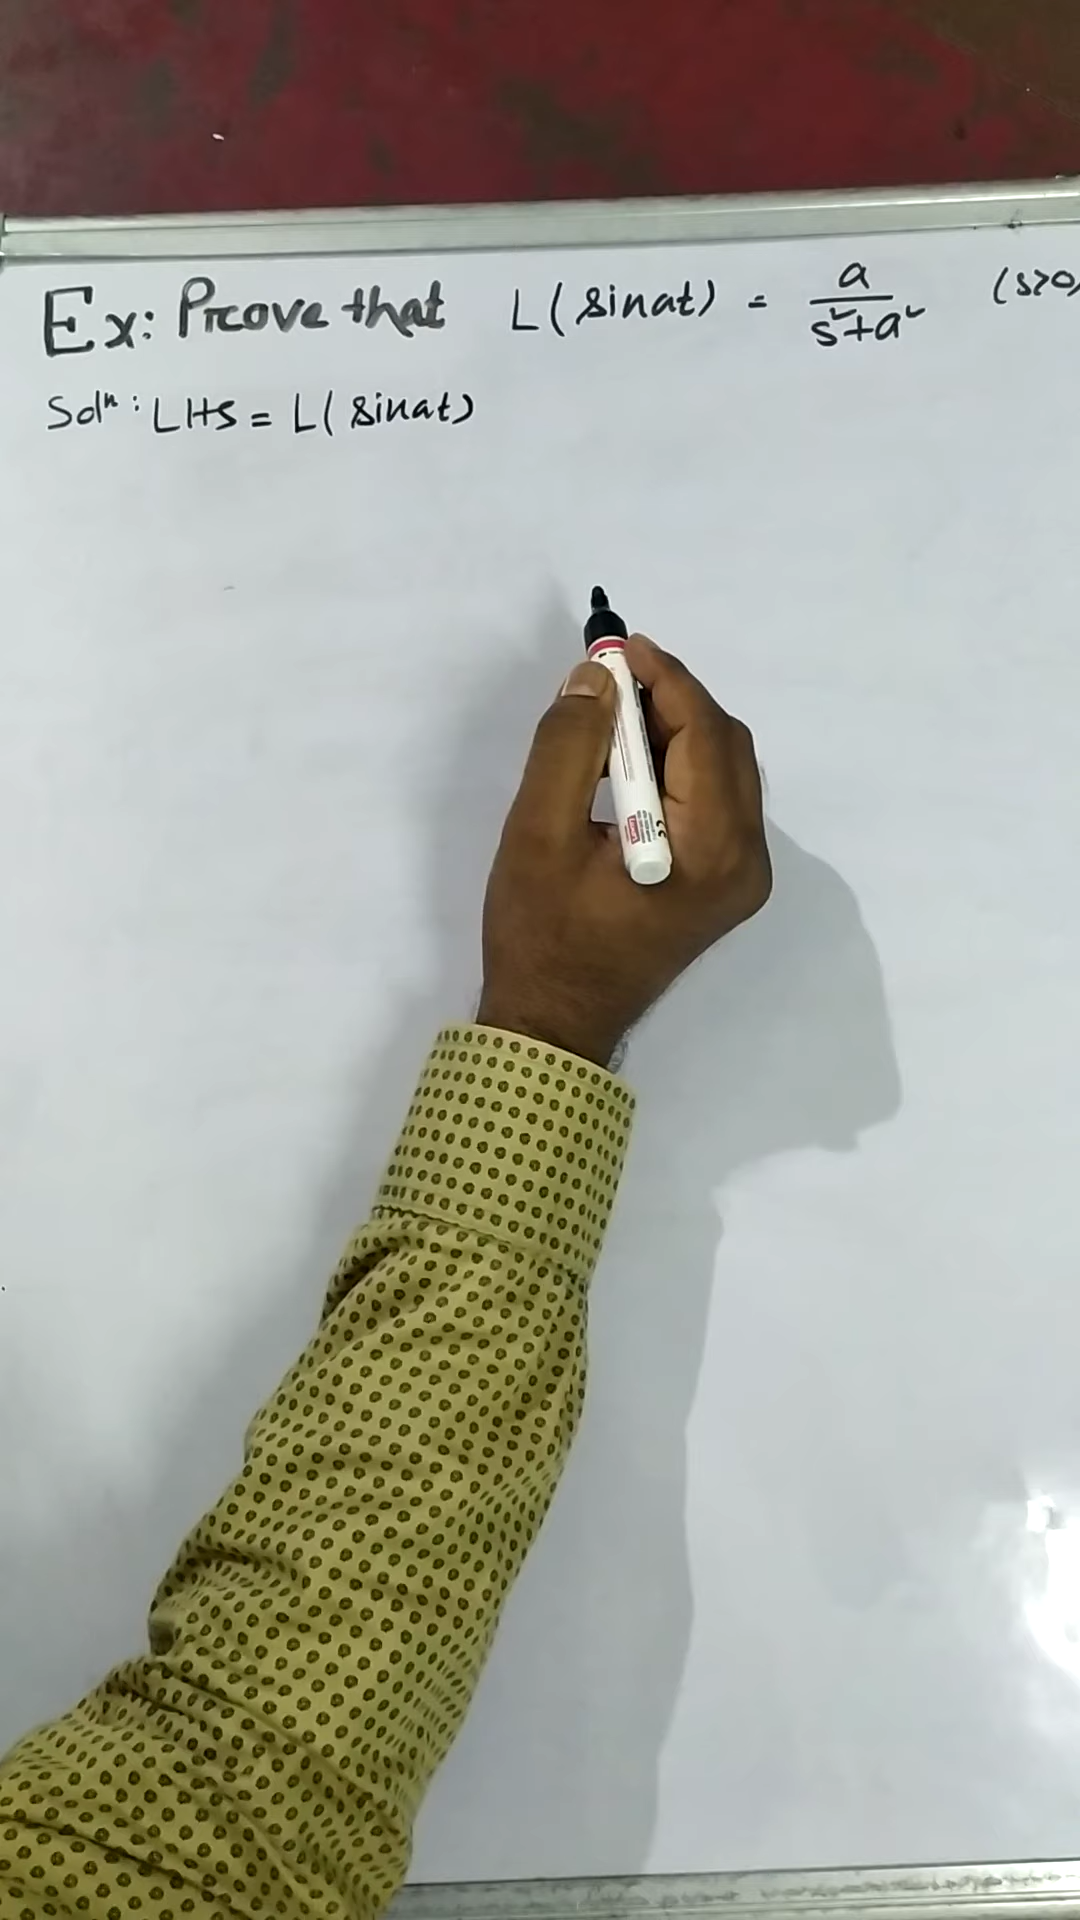 Ex: Prove that L(sinat) = a/(s²+a²) (s>0)
Solⁿ: LHS = L(sinat)